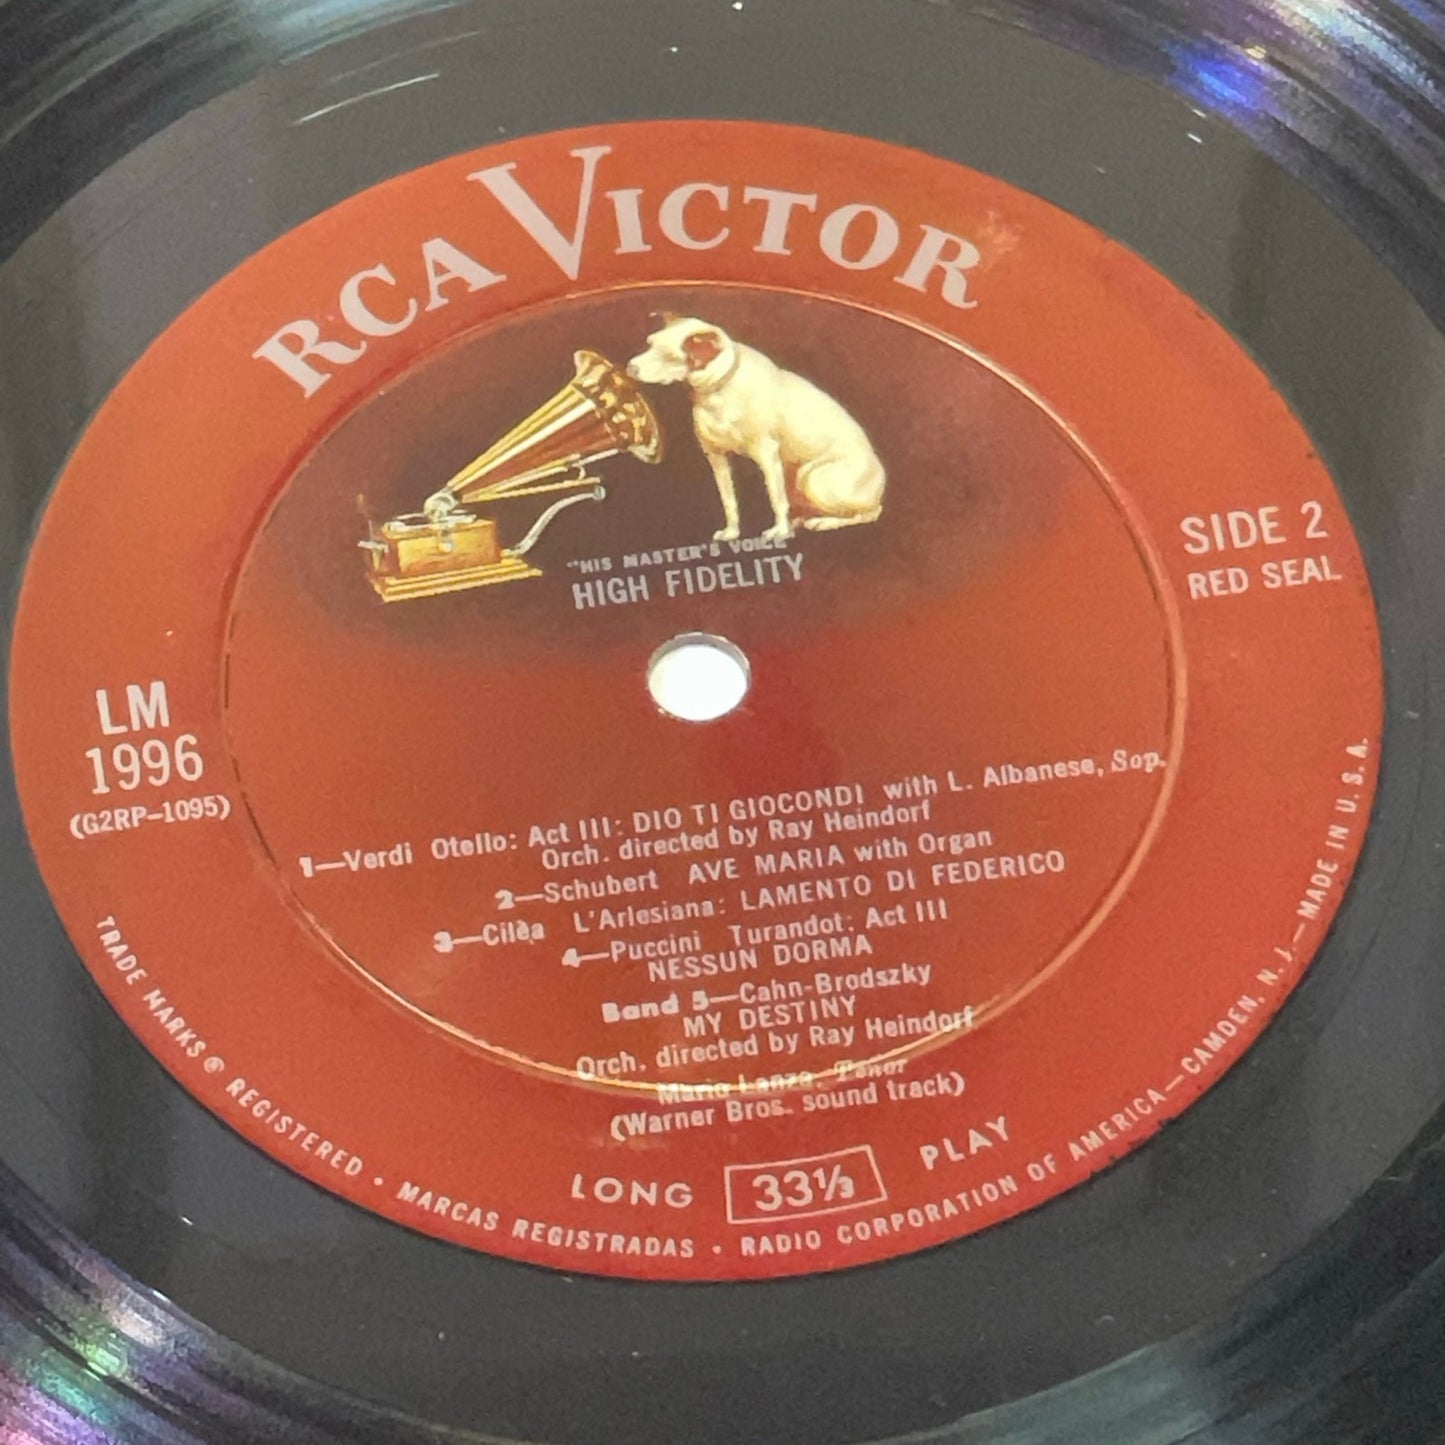 RCA VICTOR
"HIS MASTER'S VOICE"
HIGH FIDELITY
SIDE 2
RED SEAL
LM
1996
(G2RP-1095)
1—Verdi Otello: Act III: DIO TI GIOCONDI with L. Albanese, Sop.
Orch. directed by Ray Heindorf
2—Schubert AVE MARIA with Organ
3—Cilèa L'Arlesiana: LAMENTO DI FEDERICO
4—Puccini Turandot: Act III
NESSUN DORMA
Band 5—Cahn-Brodszky
MY DESTINY
Orch. directed by Ray Heindorf
Mario Lanza, Tenor
(Warner Bros. sound track)
LONG 33⅓ PLAY
TRADE MARKS ® REGISTERED • MARCAS REGISTRADAS • RADIO CORPORATION OF AMERICA—CAMDEN, N. J.—MADE IN U. S. A.